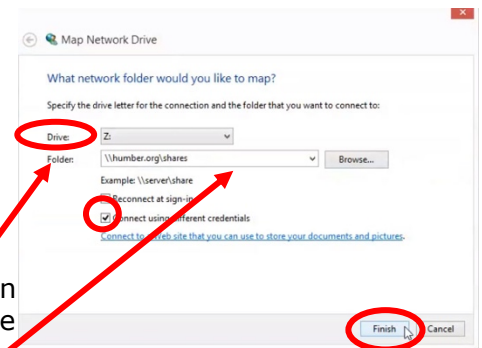 Map Network Drive
What network folder would you like to map?
Specify the drive letter for the connection and the folder that you want to connect to:
Drive: Z:
Folder: \\humber.org\shares Browse...
Example: \\server\share
Reconnect at sign-in
Connect using different credentials
Connect to a Web site that you can use to store your documents and pictures.
n
e
Finish Cancel